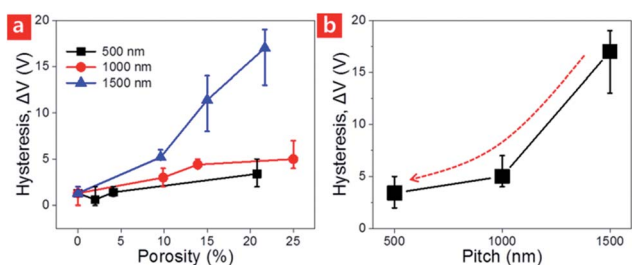 a
Hysteresis, ΔV (V)
20
15
10
5
0
500 nm
1000 nm
1500 nm
0
5
10
15
20
25
Porosity (%)
b
Hysteresis, ΔV (V)
20
15
10
5
0
500
1000
1500
Pitch (nm)